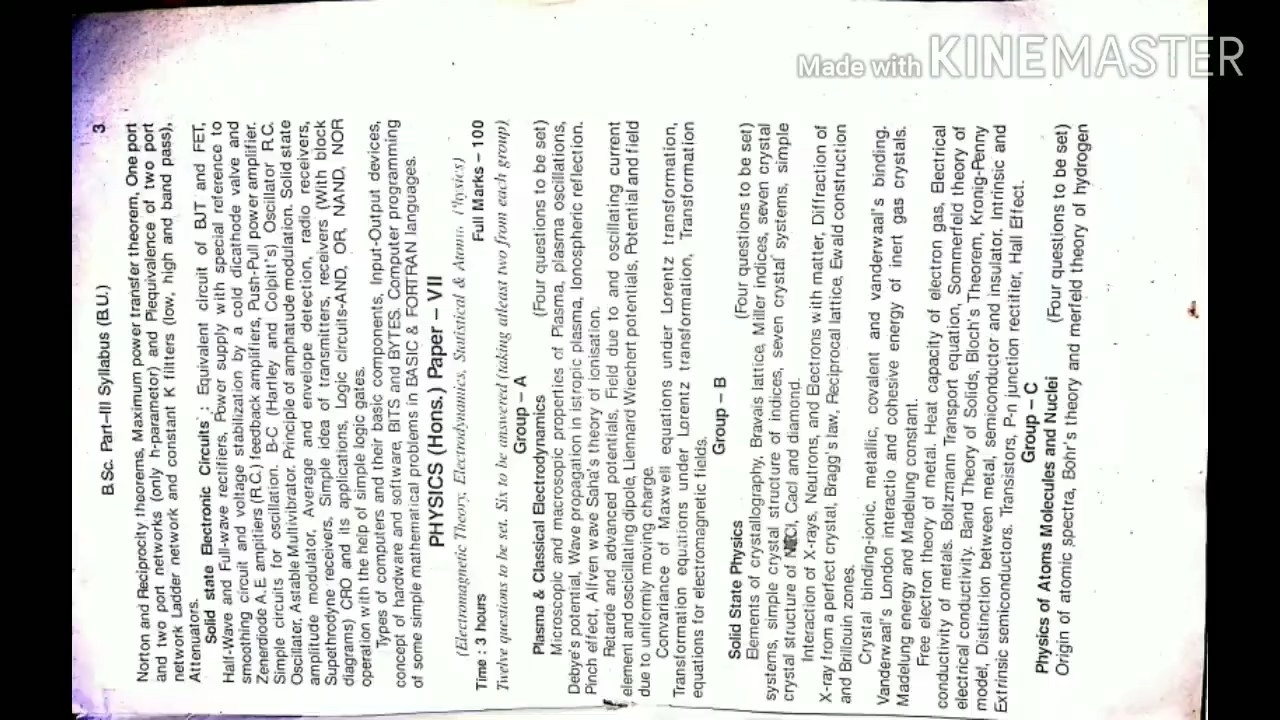 Made with KINEMASTER
B.Sc. Part-III Syllabus (B.U.) 3
Norton and Reciprocity theorems, Maximum power transfer theorem, One port
and two port networks (only h-parametor) and Piequivalence of two port
network Ladder network and constant K filters (low, high and band pass),
Attenuators.
Solid state Electronic Circuits : Equivalent circuit of BJT and FET,
Half-Wave and Full-wave rectifiers, Power supply with special reference to
smoothing circuit and voltage stabilization by a cold dicathode valve and
Zenerdiode A.E. ampitiers (R.C.) feedback amplifiers, Push-Pull power amplifier.
Simple circuits for oscillation. B-C (Hartley and Colpitt's) Oscillator R.C.
Oscillater, Astable Multivibrator. Principle of amphatude modulation. Solid state
amplitude modulator, Average and envelope detection, radio receivers,
Supethrodyne receivers, Simple idea of transmitters, receivers (With block
diagrams) CRO and its applications, Logic circuits-AND, OR, NAND, NOR
operation with the help of simple logic gates.
Types of computers and their basic components, Input-Output devices,
concept of hardware and software, BITS and BYTES. Computer programming
of some simple mathematical problems in BASIC & FORTRAN languages.
PHYSICS (Hons.) Paper – VII
(Electromagnetic Theory, Electrodynamics, Statistical & Atomic Physics)
Time : 3 hours Full Marks – 100
Twelve questions to be set. Six to be answered (taking atleast two from each group)
Group – A
Plasma & Classical Electrodynamics (Four questions to be set)
Microscopic and macroscopic properties of Plasma, plasma oscillations,
Debye's potential, Wave propagation in istropic plasma, Ionospheric reflection.
Pinch effect, Alfven wave Saha's theory of ionisation.
Retarde and advanced potentials, Field due to and oscillating current
element and oscicillating dipole, Liennard Wiechert potentials, Potential and field
due to uniformly moving charge.
Convariance of Maxwell equations under Lorentz transformation,
Transformation equations under Lorentz transformation, Transformation
equations for electromagnetic fields.
Group – B
Solid State Physics (Four questions to be set)
Elements of crystallography, Bravais lattice, Miller indices, seven crystal
systems, simple crystal structure of indices, seven crystal systems, simple
crystal structure of Cl, Cacl and diamond.
Interaction of X-rays, Neutrons, and Electrons with matter, Diffraction of
X-ray from a perfect crystal, Bragg's law, Reciprocal lattice, Ewald construction
and Brillouin zones.
Crystal binding-ionic, metallic, covalent and vanderwaal's binding,
Vanderwaal's London interactio and cohesive energy of inert gas crystals.
Madelung energy and Madelung constant.
Free electron theory of metal. Heat capacity of electron gas, Electrical
conductivity of metals. Boltzmann Transport equation, Sommerfeld theory of
electrical conductivity. Band Theory of Solids, Bloch's Theorem, Kronig-Penny
model, Distinction between metal, semiconductor and insulator. Intrinsic and
Extrinsic semiconductors. Transistors, P-n junction rectifier, Hall Effect.
Group – C
Physics of Atoms Molecules and Nuclei (Four questions to be set)
Origin of atomic spectra, Bohr's theory and merfeld theory of hydrogen